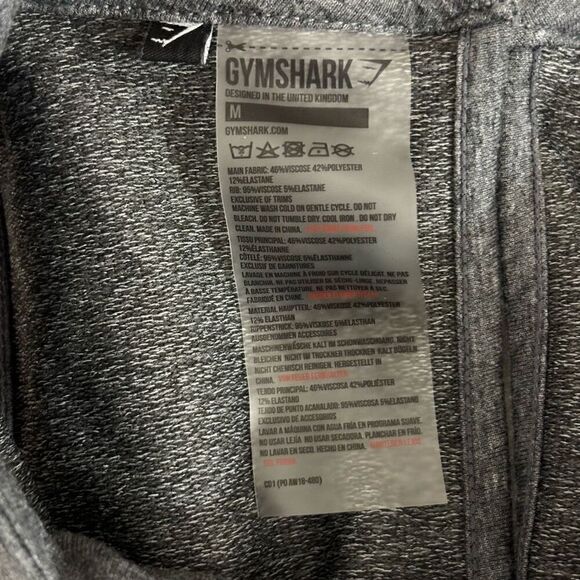 GYMSHARK
DESIGNED IN THE UNITED KINGDOM
M
GYMSHARK.COM
MAIN FABRIC: 46%VISCOSE 42%POLYESTER
12%ELASTANE
RIB: 95%VISCOSE 5%ELASTANE
EXCLUSIVE OF TRIMS
MACHINE WASH COLD ON GENTLE CYCLE. DO NOT
BLEACH. DO NOT TUMBLE DRY. COOL IRON. DO NOT DRY
CLEAN. MADE IN CHINA.
TISSU PRINCIPAL: 46%VISCOSE 42%POLYESTER
12%ÉLASTHANNE
CÔTELÉ: 95%VISCOSE 5%ÉLASTHANNE
EXCLUSIF DE GARNITURES
LAVAGE EN MACHINE À FROID SUR CYCLE DÉLICAT. NE PAS
BLANCHIR. NE PAS UTILISER DE SÈCHE-LINGE. REPASSER
À BASSE TEMPÉRATURE. NE PAS NETTOYER À SEC.
FABRIQUÉ EN CHINE.
MATERIAL HAUPTTEIL: 46%VISKOSE 42%POLYESTER
12% ELASTHAN
RIPPENSTRICK: 95%VISKOSE 5%ELASTHAN
AUSGENOMMEN ACCESSOIRES
MASCHINENWÄSCHE KALT IM SCHONWASCHGANG. NICHT
BLEICHEN NICHT IM TROCKNER TROCKNEN KALT BÜGELN
NICHT CHEMISCH REINIGEN. HERGESTELLT IN
CHINA.
TEJIDO PRINCIPAL: 46%VISCOSA 42%POLIÉSTER
12% ELASTANO
TEJIDO DE PUNTO ACANALADO: 95%VISCOSA 5%ELASTANO
EXCLUSIVO DE ACCESORIOS
LAVAR A MÁQUINA CON AGUA FRÍA EN PROGRAMA SUAVE
NO USAR LEJÍA NO USAR SECADORA. PLANCHAR EN FRÍO.
NO LAVAR EN SECO. HECHO EN CHINA.
C01 (PO AW18-480)